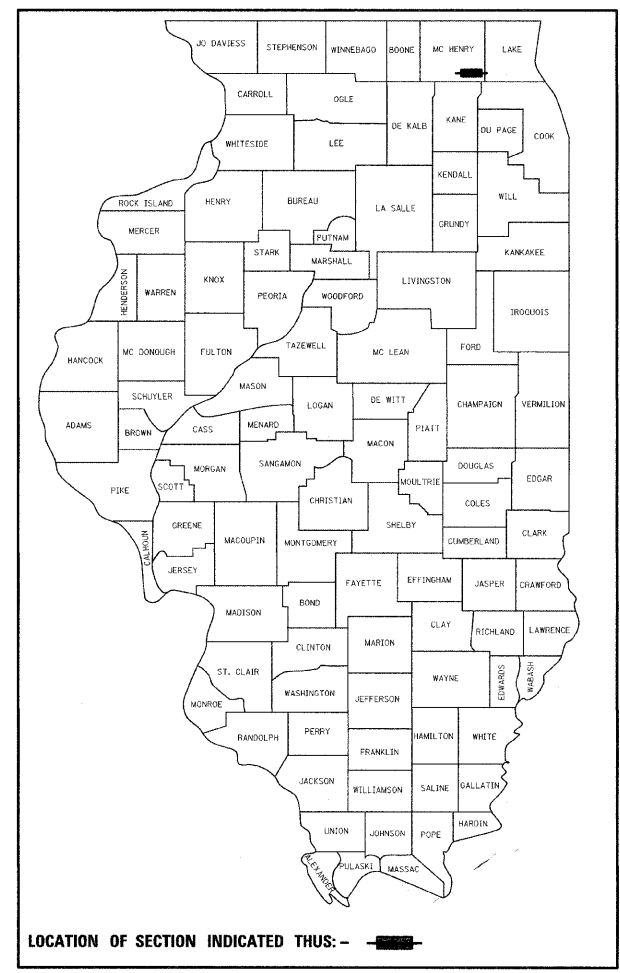 JO DAVIESS
STEPHENSON
WINNEBAGO
BOONE
MC HENRY
LAKE
CARROLL
OGLE
DE KALB
KANE
DU PAGE
COOK
WHITESIDE
LEE
KENDALL
WILL
ROCK ISLAND
HENRY
BUREAU
LA SALLE
GRUNDY
MERCER
PUTNAM
STARK
MARSHALL
KANKAKEE
HENDERSON
WARREN
KNOX
PEORIA
WOODFORD
LIVINGSTON
IROQUOIS
HANCOCK
MC DONOUGH
FULTON
TAZEWELL
MC LEAN
FORD
MASON
SCHUYLER
LOGAN
DE WITT
CHAMPAIGN
VERMILION
ADAMS
BROWN
CASS
MENARD
MACON
PIATT
MORGAN
SANGAMON
DOUGLAS
EDGAR
PIKE
SCOTT
CHRISTIAN
MOULTRIE
COLES
GREENE
MACOUPIN
MONTGOMERY
SHELBY
CUMBERLAND
CLARK
CALHOUN
JERSEY
FAYETTE
EFFINGHAM
JASPER
CRAWFORD
MADISON
BOND
CLAY
RICHLAND
LAWRENCE
CLINTON
MARION
ST. CLAIR
WAYNE
EDWARDS
WABASH
WASHINGTON
JEFFERSON
MONROE
RANDOLPH
PERRY
HAMILTON
WHITE
FRANKLIN
JACKSON
WILLIAMSON
SALINE
GALLATIN
UNION
JOHNSON
POPE
HARDIN
ALEXANDER
PULASKI
MASSAC
LOCATION OF SECTION INDICATED THUS: -